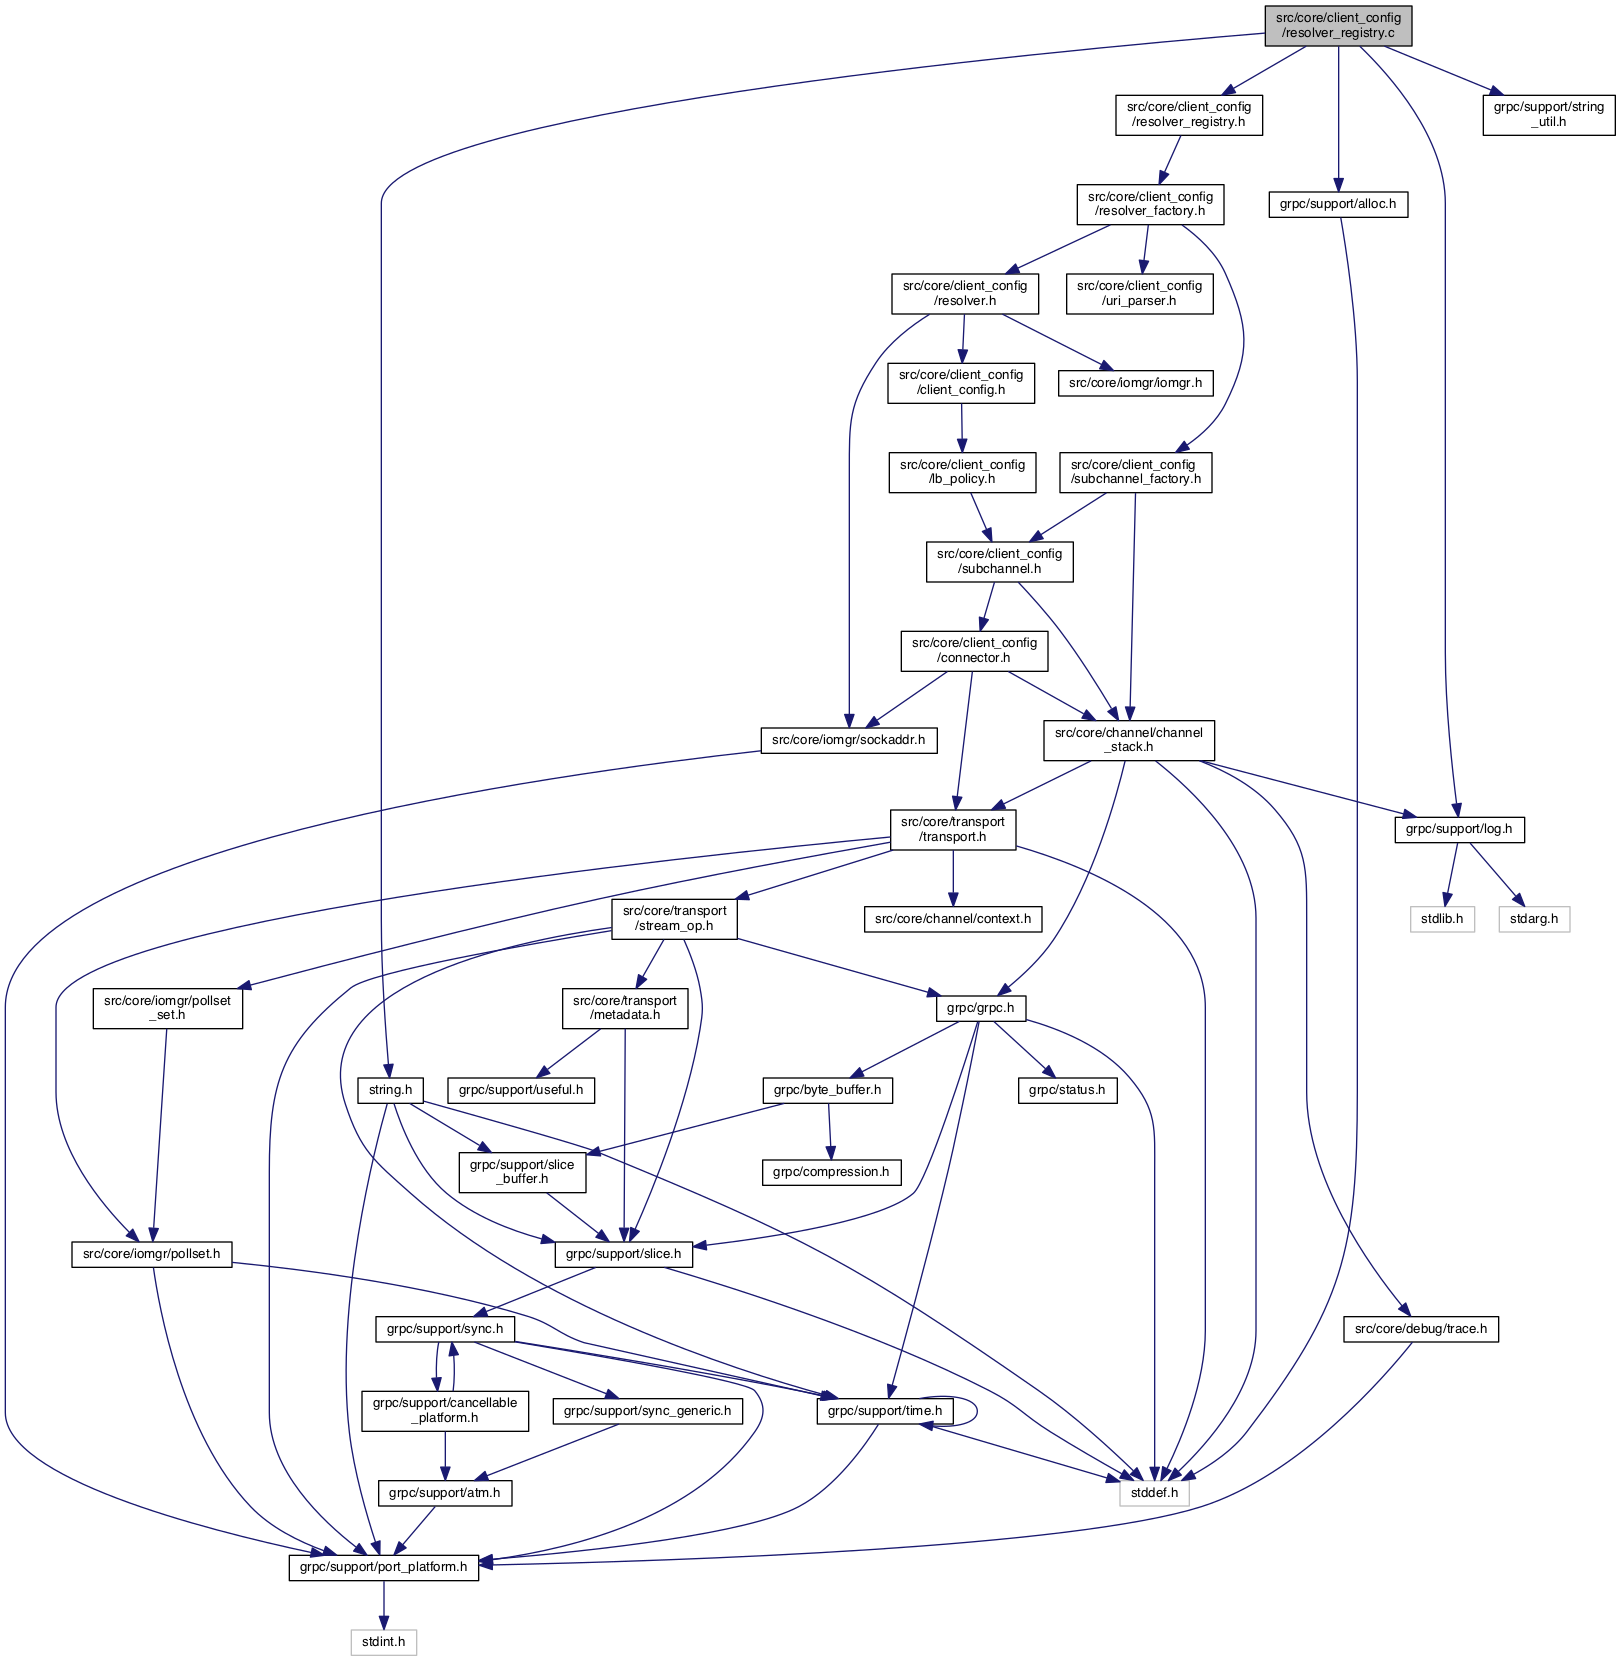 src/core/client_config
/resolver_registry.c
src/core/client_config
/resolver_registry.h
grpc/support/string
_util.h
src/core/client_config
/resolver_factory.h
grpc/support/alloc.h
src/core/client_config
/resolver.h
src/core/client_config
/uri_parser.h
src/core/client_config
/client_config.h
src/core/iomgr/iomgr.h
src/core/client_config
/lb_policy.h
src/core/client_config
/subchannel_factory.h
src/core/client_config
/subchannel.h
src/core/client_config
/connector.h
src/core/iomgr/sockaddr.h
src/core/channel/channel
_stack.h
src/core/transport
/transport.h
grpc/support/log.h
src/core/transport
/stream_op.h
src/core/channel/context.h
stdlib.h
stdarg.h
src/core/iomgr/pollset
_set.h
src/core/transport
/metadata.h
grpc/grpc.h
string.h
grpc/support/useful.h
grpc/byte_buffer.h
grpc/status.h
grpc/support/slice
_buffer.h
grpc/compression.h
src/core/iomgr/pollset.h
grpc/support/slice.h
grpc/support/sync.h
src/core/debug/trace.h
grpc/support/cancellable
_platform.h
grpc/support/sync_generic.h
grpc/support/time.h
grpc/support/atm.h
stddef.h
grpc/support/port_platform.h
stdint.h